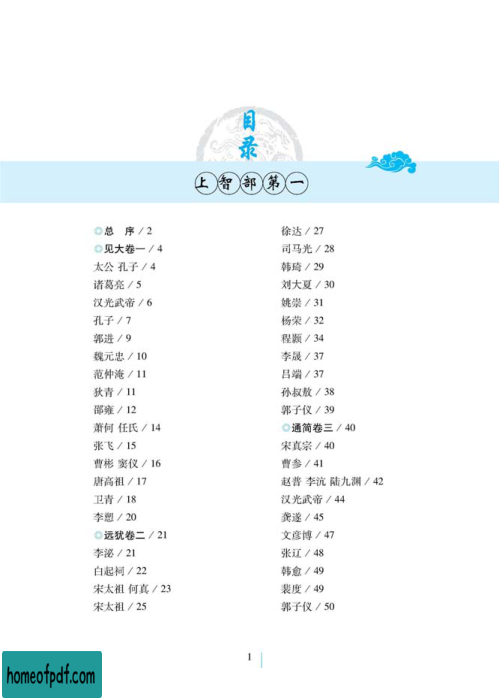 目
录
上智部第一
◎总 序 / 2
◎见大卷一 / 4
太公 孔子 / 4
诸葛亮 / 5
汉光武帝 / 6
孔子 / 7
郭进 / 9
魏元忠 / 10
范仲淹 / 11
狄青 / 11
邵雍 / 12
萧何 任氏 / 14
张飞 / 15
曹彬 窦仪 / 16
唐高祖 / 17
卫青 / 18
李愬 / 20
◎远犹卷二 / 21
李泌 / 21
白起祠 / 22
宋太祖 何真 / 23
宋太祖 / 25
徐达 / 27
司马光 / 28
韩琦 / 29
刘大夏 / 30
姚崇 / 31
杨荣 / 32
程颢 / 34
李晟 / 37
吕端 / 37
孙叔敖 / 38
郭子仪 / 39
◎通简卷三 / 40
宋真宗 / 40
曹参 / 41
赵普 李沆 陆九渊 / 42
汉光武帝 / 44
龚遂 / 45
文彦博 / 47
张辽 / 48
韩愈 / 49
裴度 / 49
郭子仪 / 50
1
homeofpdf.com